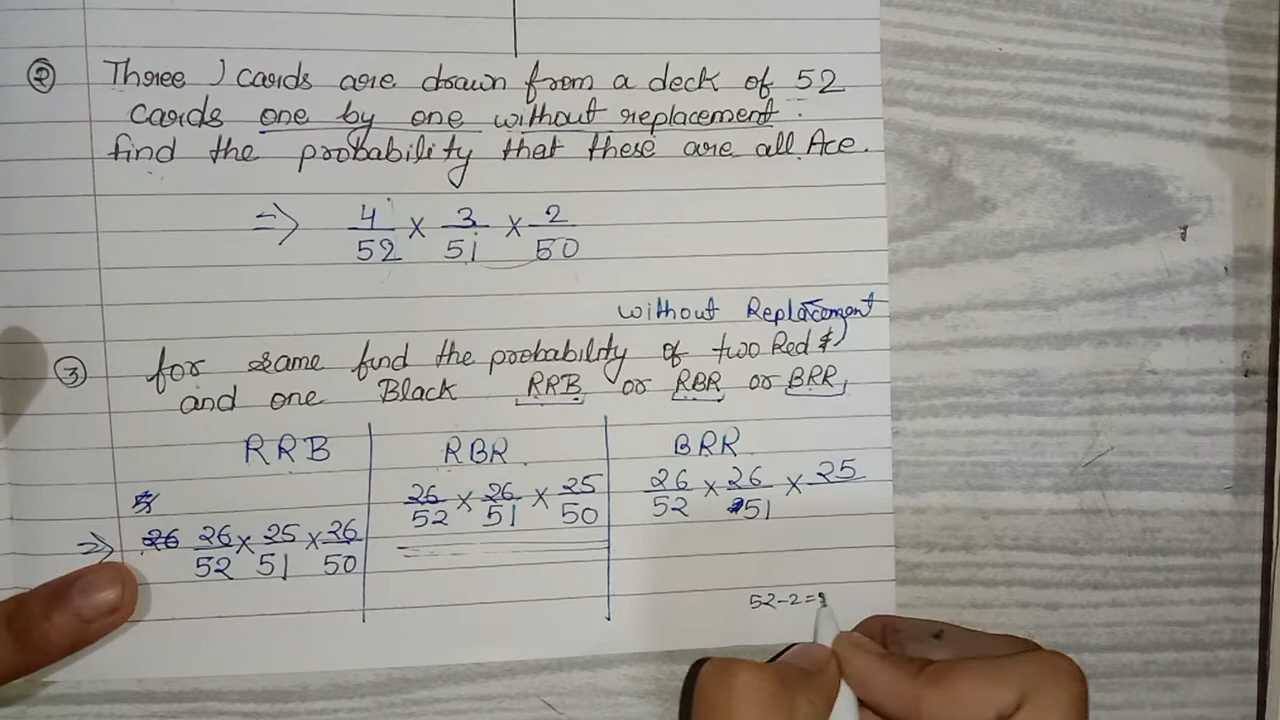 ② Three ) cards are drawn from a deck of 52
cards one by one without replacement.
find the probability that these are all Ace.
=> 4/52 × 3/51 × 2/50
without Replacement
③ for same find the probability of two Red &
and one Black RRB or RBR or BRR,
RRB RBR BRR
26/52 × 26/51 × 25/50 26/52 × 26/51 × 25
=> 26 26/52 × 25/51 × 26/50
52-2=